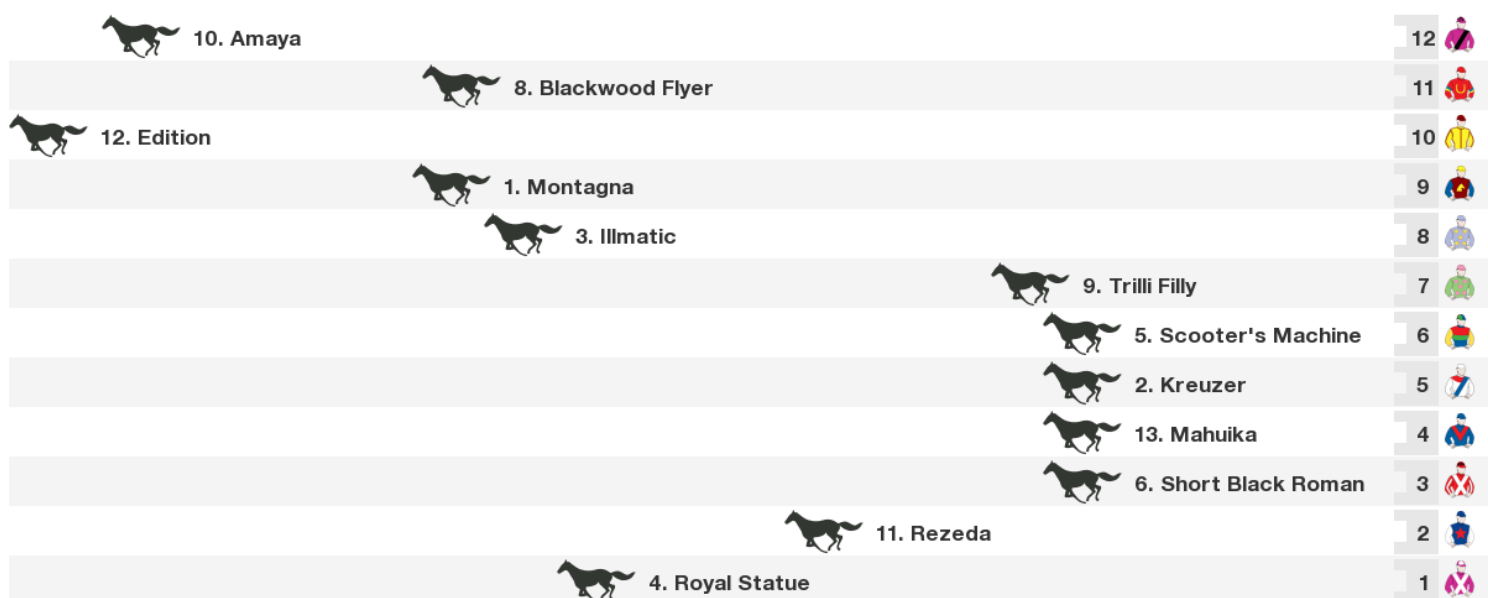 10. Amaya 12
8. Blackwood Flyer 11
12. Edition 10
1. Montagna 9
3. Illmatic 8
9. Trilli Filly 7
5. Scooter's Machine 6
2. Kreuzer 5
13. Mahuika 4
6. Short Black Roman 3
11. Rezeda 2
4. Royal Statue 1